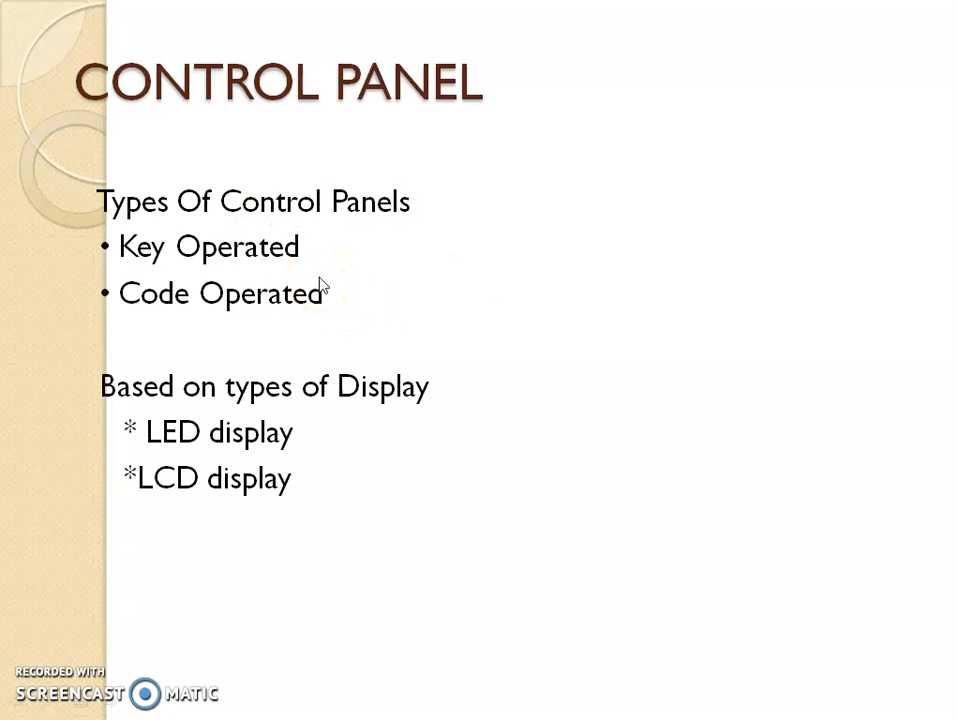 CONTROL PANEL
Types Of Control Panels
• Key Operated
• Code Operated
Based on types of Display
* LED display
*LCD display
RECORDED WITH
SCREENCAST MATIC